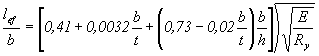 l_ef/b = [0,41 + 0,0032 b/t + (0,73 − 0,02 b/t) b/h] √(√(E/R_y))